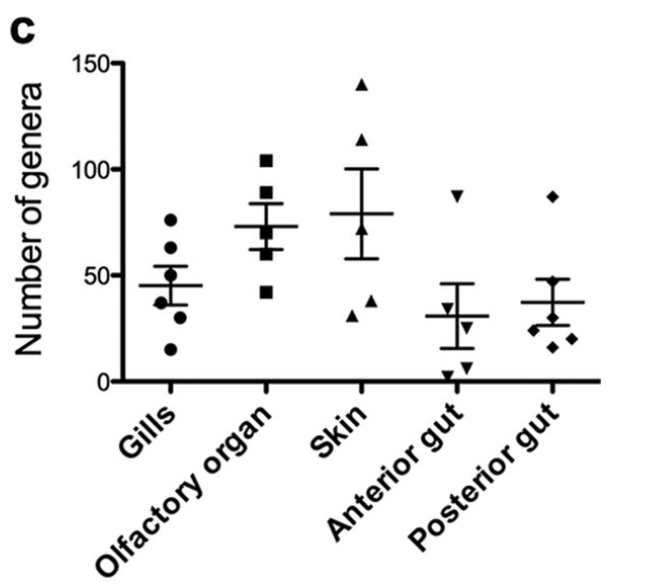 c
Number of genera
150
100
50
0
Gills
Olfactory organ
Skin
Anterior gut
Posterior gut